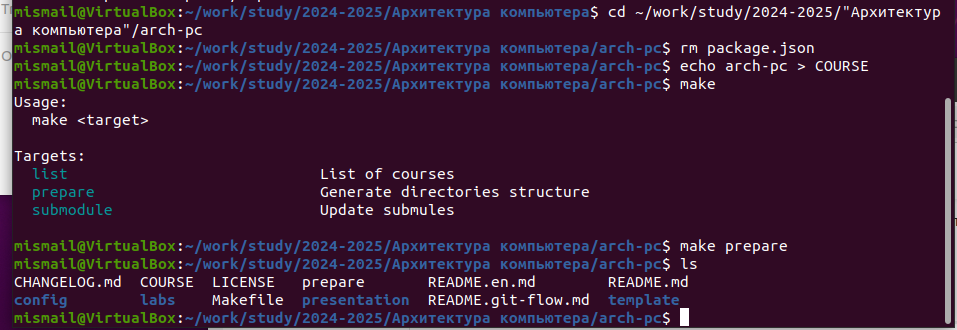 mismail@VirtualBox:~/work/study/2024-2025/Архитектура компьютера$ cd ~/work/study/2024-2025/"Архитектур
а компьютера"/arch-pc
mismail@VirtualBox:~/work/study/2024-2025/Архитектура компьютера/arch-pc$ rm package.json
mismail@VirtualBox:~/work/study/2024-2025/Архитектура компьютера/arch-pc$ echo arch-pc > COURSE
mismail@VirtualBox:~/work/study/2024-2025/Архитектура компьютера/arch-pc$ make
Usage:
  make <target>

Targets:
  list                            List of courses
  prepare                         Generate directories structure
  submodule                       Update submules

mismail@VirtualBox:~/work/study/2024-2025/Архитектура компьютера/arch-pc$ make prepare
mismail@VirtualBox:~/work/study/2024-2025/Архитектура компьютера/arch-pc$ ls
CHANGELOG.md  COURSE  LICENSE   prepare       README.en.md        README.md
config        labs    Makefile  presentation  README.git-flow.md  template
mismail@VirtualBox:~/work/study/2024-2025/Архитектура компьютера/arch-pc$